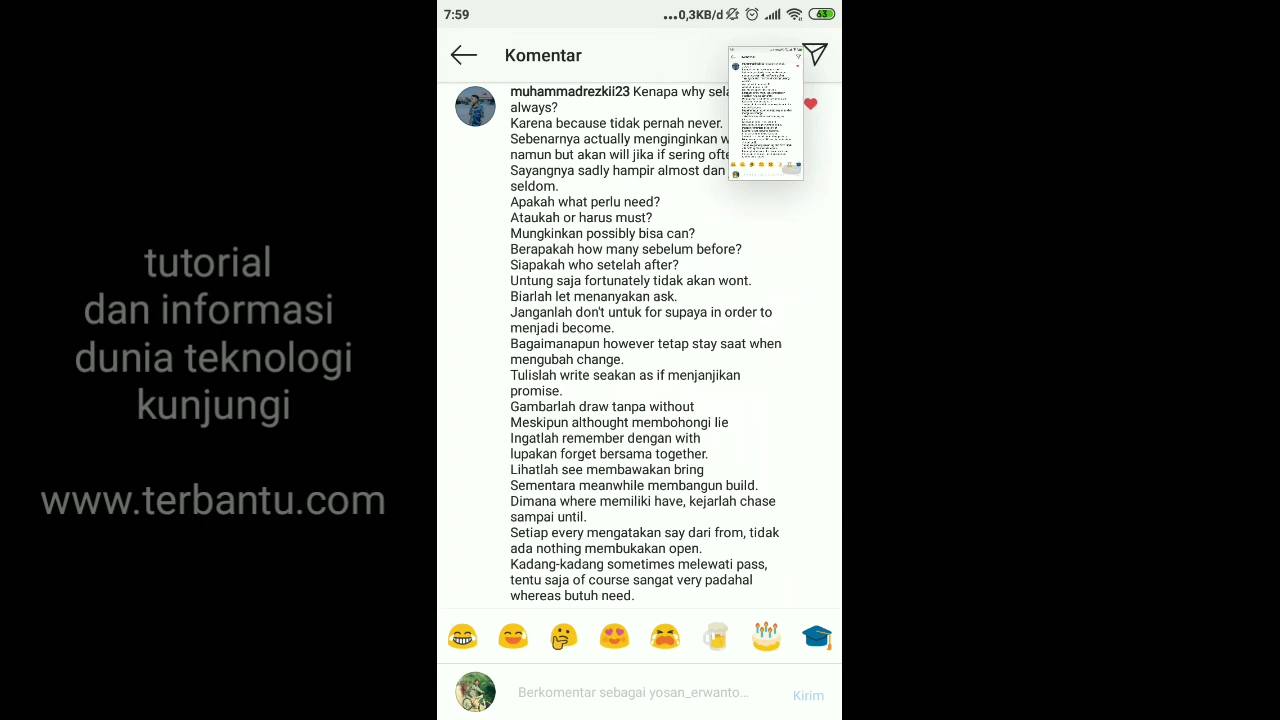 7:59
...0,3KB/d
63
Komentar
muhammadrezkii23 Kenapa why
always?
Karena because tidak pernah never.
Sebenarnya actually menginginkan
namun but akan will jika if sering
Sayangnya sadly hampir almost dan
seldom.
Apakah what perlu need?
Ataukah or harus must?
Mungkinkan possibly bisa can?
Berapakah how many sebelum before?
Siapakah who setelah after?
Untung saja fortunately tidak akan wont.
Biarlah let menanyakan ask.
Janganlah don't untuk for supaya in order to
menjadi become.
Bagaimanapun however tetap stay saat when
mengubah change.
Tulislah write seakan as if menjanjikan
promise.
Gambarlah draw tanpa without
Meskipun althought membohongi lie
Ingatlah remember dengan with
lupakan forget bersama together.
Lihatlah see membawakan bring
Sementara meanwhile membangun build.
Dimana where memiliki have, kejarlah chase
sampai until.
Setiap every mengatakan say dari from, tidak
ada nothing membukakan open.
Kadang-kadang sometimes melewati pass,
tentu saja of course sangat very padahal
whereas butuh need.
Berkomentar sebagai yosan_erwanto...
Kirim
tutorial
dan informasi
dunia teknologi
kunjungi
www.terbantu.com